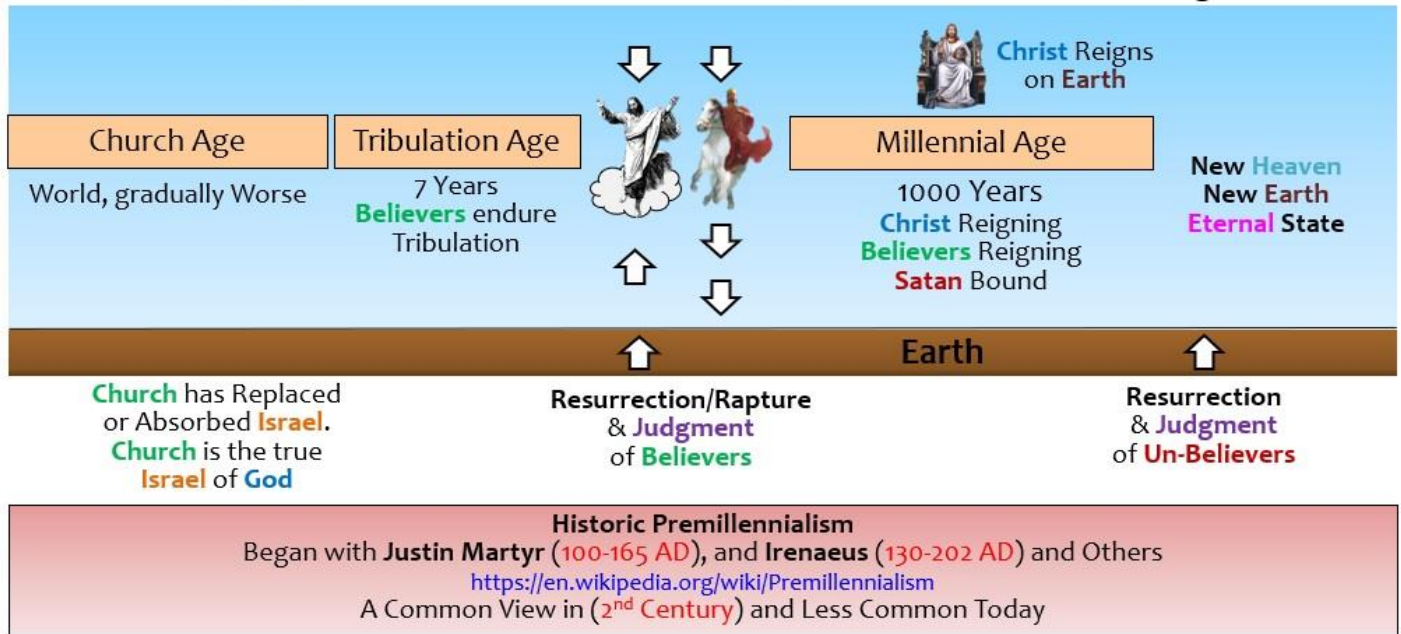 Christ Reigns
on Earth
Church Age
World, gradually Worse
Tribulation Age
7 Years
Believers endure
Tribulation
Millennial Age
1000 Years
Christ Reigning
Believers Reigning
Satan Bound
New Heaven
New Earth
Eternal State
Earth
Church has Replaced
or Absorbed Israel.
Church is the true
Israel of God
Resurrection/Rapture
& Judgment
of Believers
Resurrection
& Judgment
of Un-Believers
Historic Premillennialism
Began with Justin Martyr (100-165 AD), and Irenaeus (130-202 AD) and Others
https://en.wikipedia.org/wiki/Premillennialism
A Common View in (2nd Century) and Less Common Today